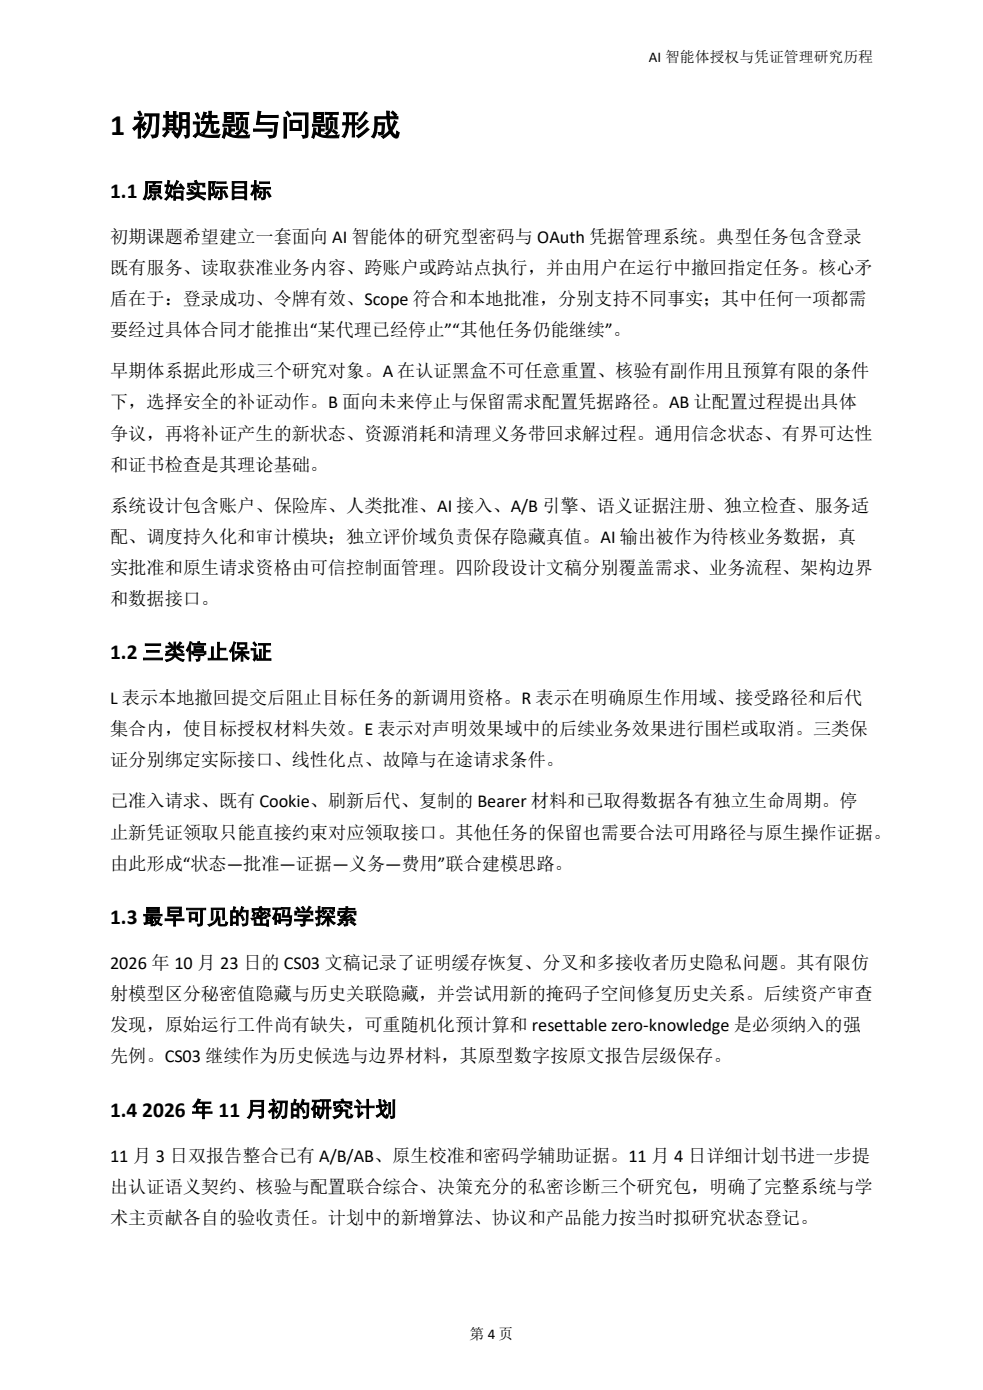 AI 智能体授权与凭证管理研究历程
1 初期选题与问题形成
1.1 原始实际目标
初期课题希望建立一套面向 AI 智能体的研究型密码与 OAuth 凭据管理系统。典型任务包含登录
既有服务、读取获准业务内容、跨账户或跨站点执行，并由用户在运行中撤回指定任务。核心矛
盾在于：登录成功、令牌有效、Scope 符合和本地批准，分别支持不同事实；其中任何一项都需
要经过具体合同才能推出“某代理已经停止”“其他任务仍能继续”。
早期体系据此形成三个研究对象。A 在认证黑盒不可任意重置、核验有副作用且预算有限的条件
下，选择安全的补证动作。B 面向未来停止与保留需求配置凭据路径。AB 让配置过程提出具体
争议，再将补证产生的新状态、资源消耗和清理义务带回求解过程。通用信念状态、有界可达性
和证书检查是其理论基础。
系统设计包含账户、保险库、人类批准、AI 接入、A/B 引擎、语义证据注册、独立检查、服务适
配、调度持久化和审计模块；独立评价域负责保存隐藏真值。AI 输出被作为待核业务数据，真
实批准和原生请求资格由可信控制面管理。四阶段设计文稿分别覆盖需求、业务流程、架构边界
和数据接口。
1.2 三类停止保证
L 表示本地撤回提交后阻止目标任务的新调用资格。R 表示在明确原生作用域、接受路径和后代
集合内，使目标授权材料失效。E 表示对声明效果域中的后续业务效果进行围栏或取消。三类保
证分别绑定实际接口、线性化点、故障与在途请求条件。
已准入请求、既有 Cookie、刷新后代、复制的 Bearer 材料和已取得数据各有独立生命周期。停
止新凭证领取只能直接约束对应领取接口。其他任务的保留也需要合法可用路径与原生操作证据。
由此形成“状态—批准—证据—义务—费用”联合建模思路。
1.3 最早可见的密码学探索
2026 年 10 月 23 日的 CS03 文稿记录了证明缓存恢复、分叉和多接收者历史隐私问题。其有限仿
射模型区分秘密值隐藏与历史关联隐藏，并尝试用新的掩码子空间修复历史关系。后续资产审查
发现，原始运行工件尚有缺失，可重随机化预计算和 resettable zero-knowledge 是必须纳入的强
先例。CS03 继续作为历史候选与边界材料，其原型数字按原文报告层级保存。
1.4 2026 年 11 月初的研究计划
11 月 3 日双报告整合已有 A/B/AB、原生校准和密码学辅助证据。11 月 4 日详细计划书进一步提
出认证语义契约、核验与配置联合综合、决策充分的私密诊断三个研究包，明确了完整系统与学
术主贡献各自的验收责任。计划中的新增算法、协议和产品能力按当时拟研究状态登记。
第 4 页